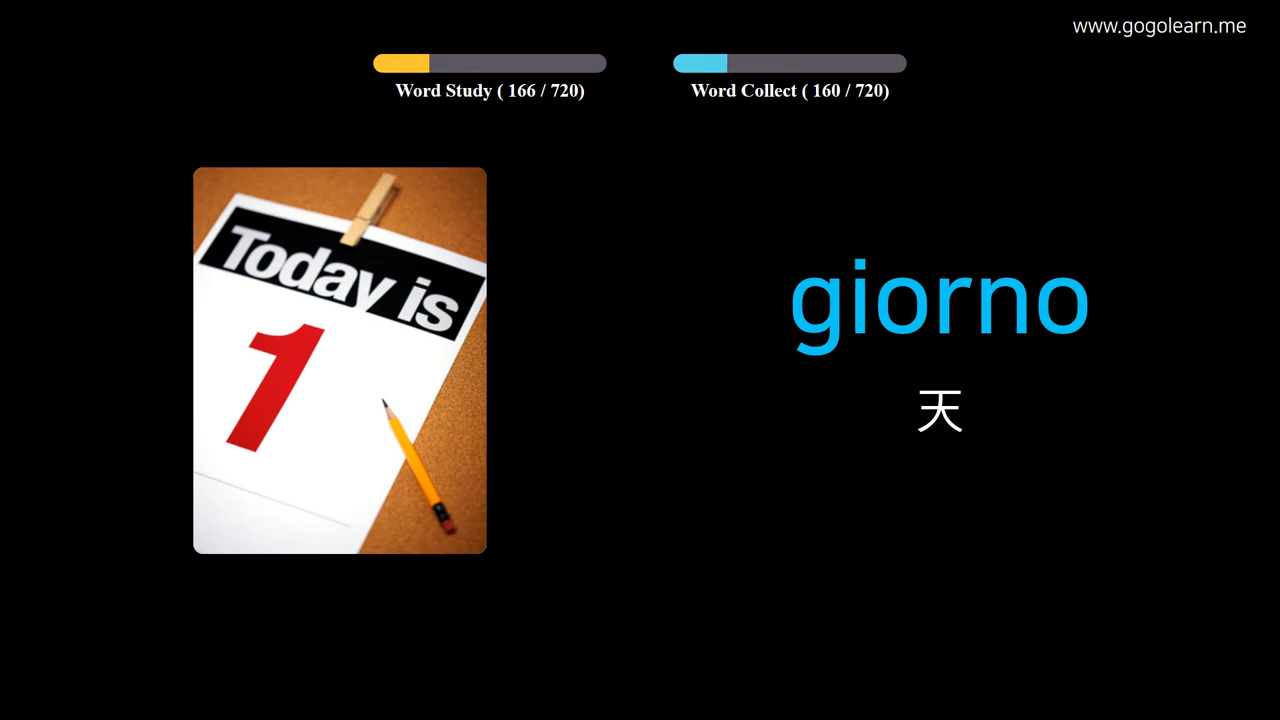 www.gogolearn.me
Word Study ( 166 / 720)
Word Collect ( 160 / 720)
Today is
1
giorno
天